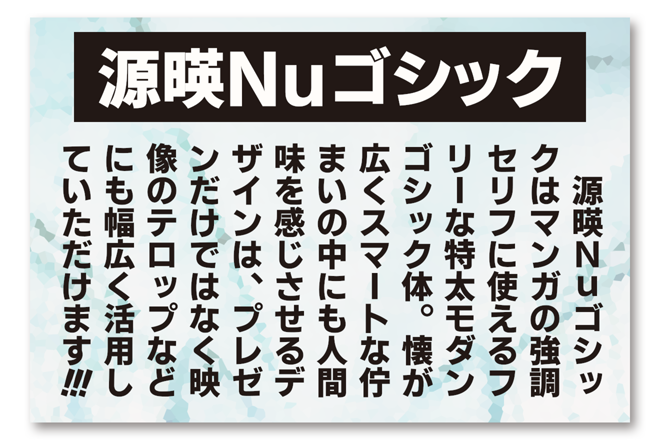 源暎Nuゴシック
源暎Nuゴシッ
クはマンガの強調
セリフに使えるフ
リーな特太モダン
ゴシック体。懐が
広くスマートな佇
まいの中にも人間
味を感じさせるデ
ザインは、プレゼ
ンだけではなく映
像のテロップなど
にも幅広く活用し
ていただけます!!!